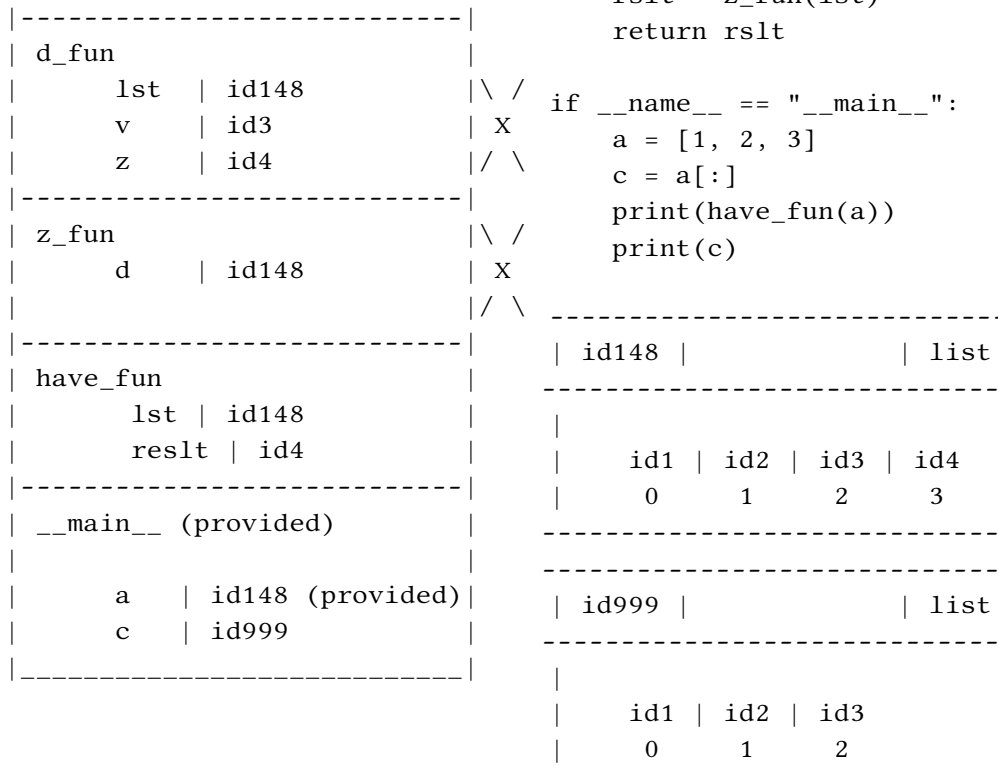 |----------------------------|
| d_fun |
| lst | id148 |\ /
| v | id3 | X
| z | id4 |/ \
|----------------------------|
| z_fun |\ /
| d | id148 | X
| |/ \
|----------------------------|
| have_fun |
| lst | id148 |
| reslt | id4 |
|----------------------------|
| __main__ (provided) |
| |
| a | id148 (provided)|
| c | id999 |
|____________________________|
return rslt
if __name__ == "__main__":
a = [1, 2, 3]
c = a[:]
print(have_fun(a))
print(c)
-----------------------------
| id148 | | list
-----------------------------
|
| id1 | id2 | id3 | id4
| 0 1 2 3
-----------------------------
-----------------------------
| id999 | | list
-----------------------------
|
| id1 | id2 | id3
| 0 1 2